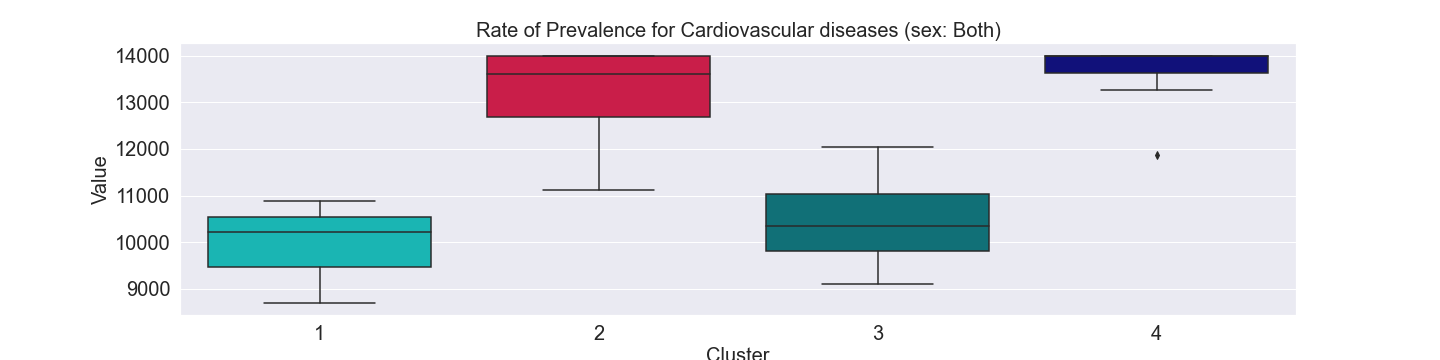 Rate of Prevalence for Cardiovascular diseases (sex: Both)
14000
13000
12000
11000
10000
9000
Value
1 2 3 4
Cluster